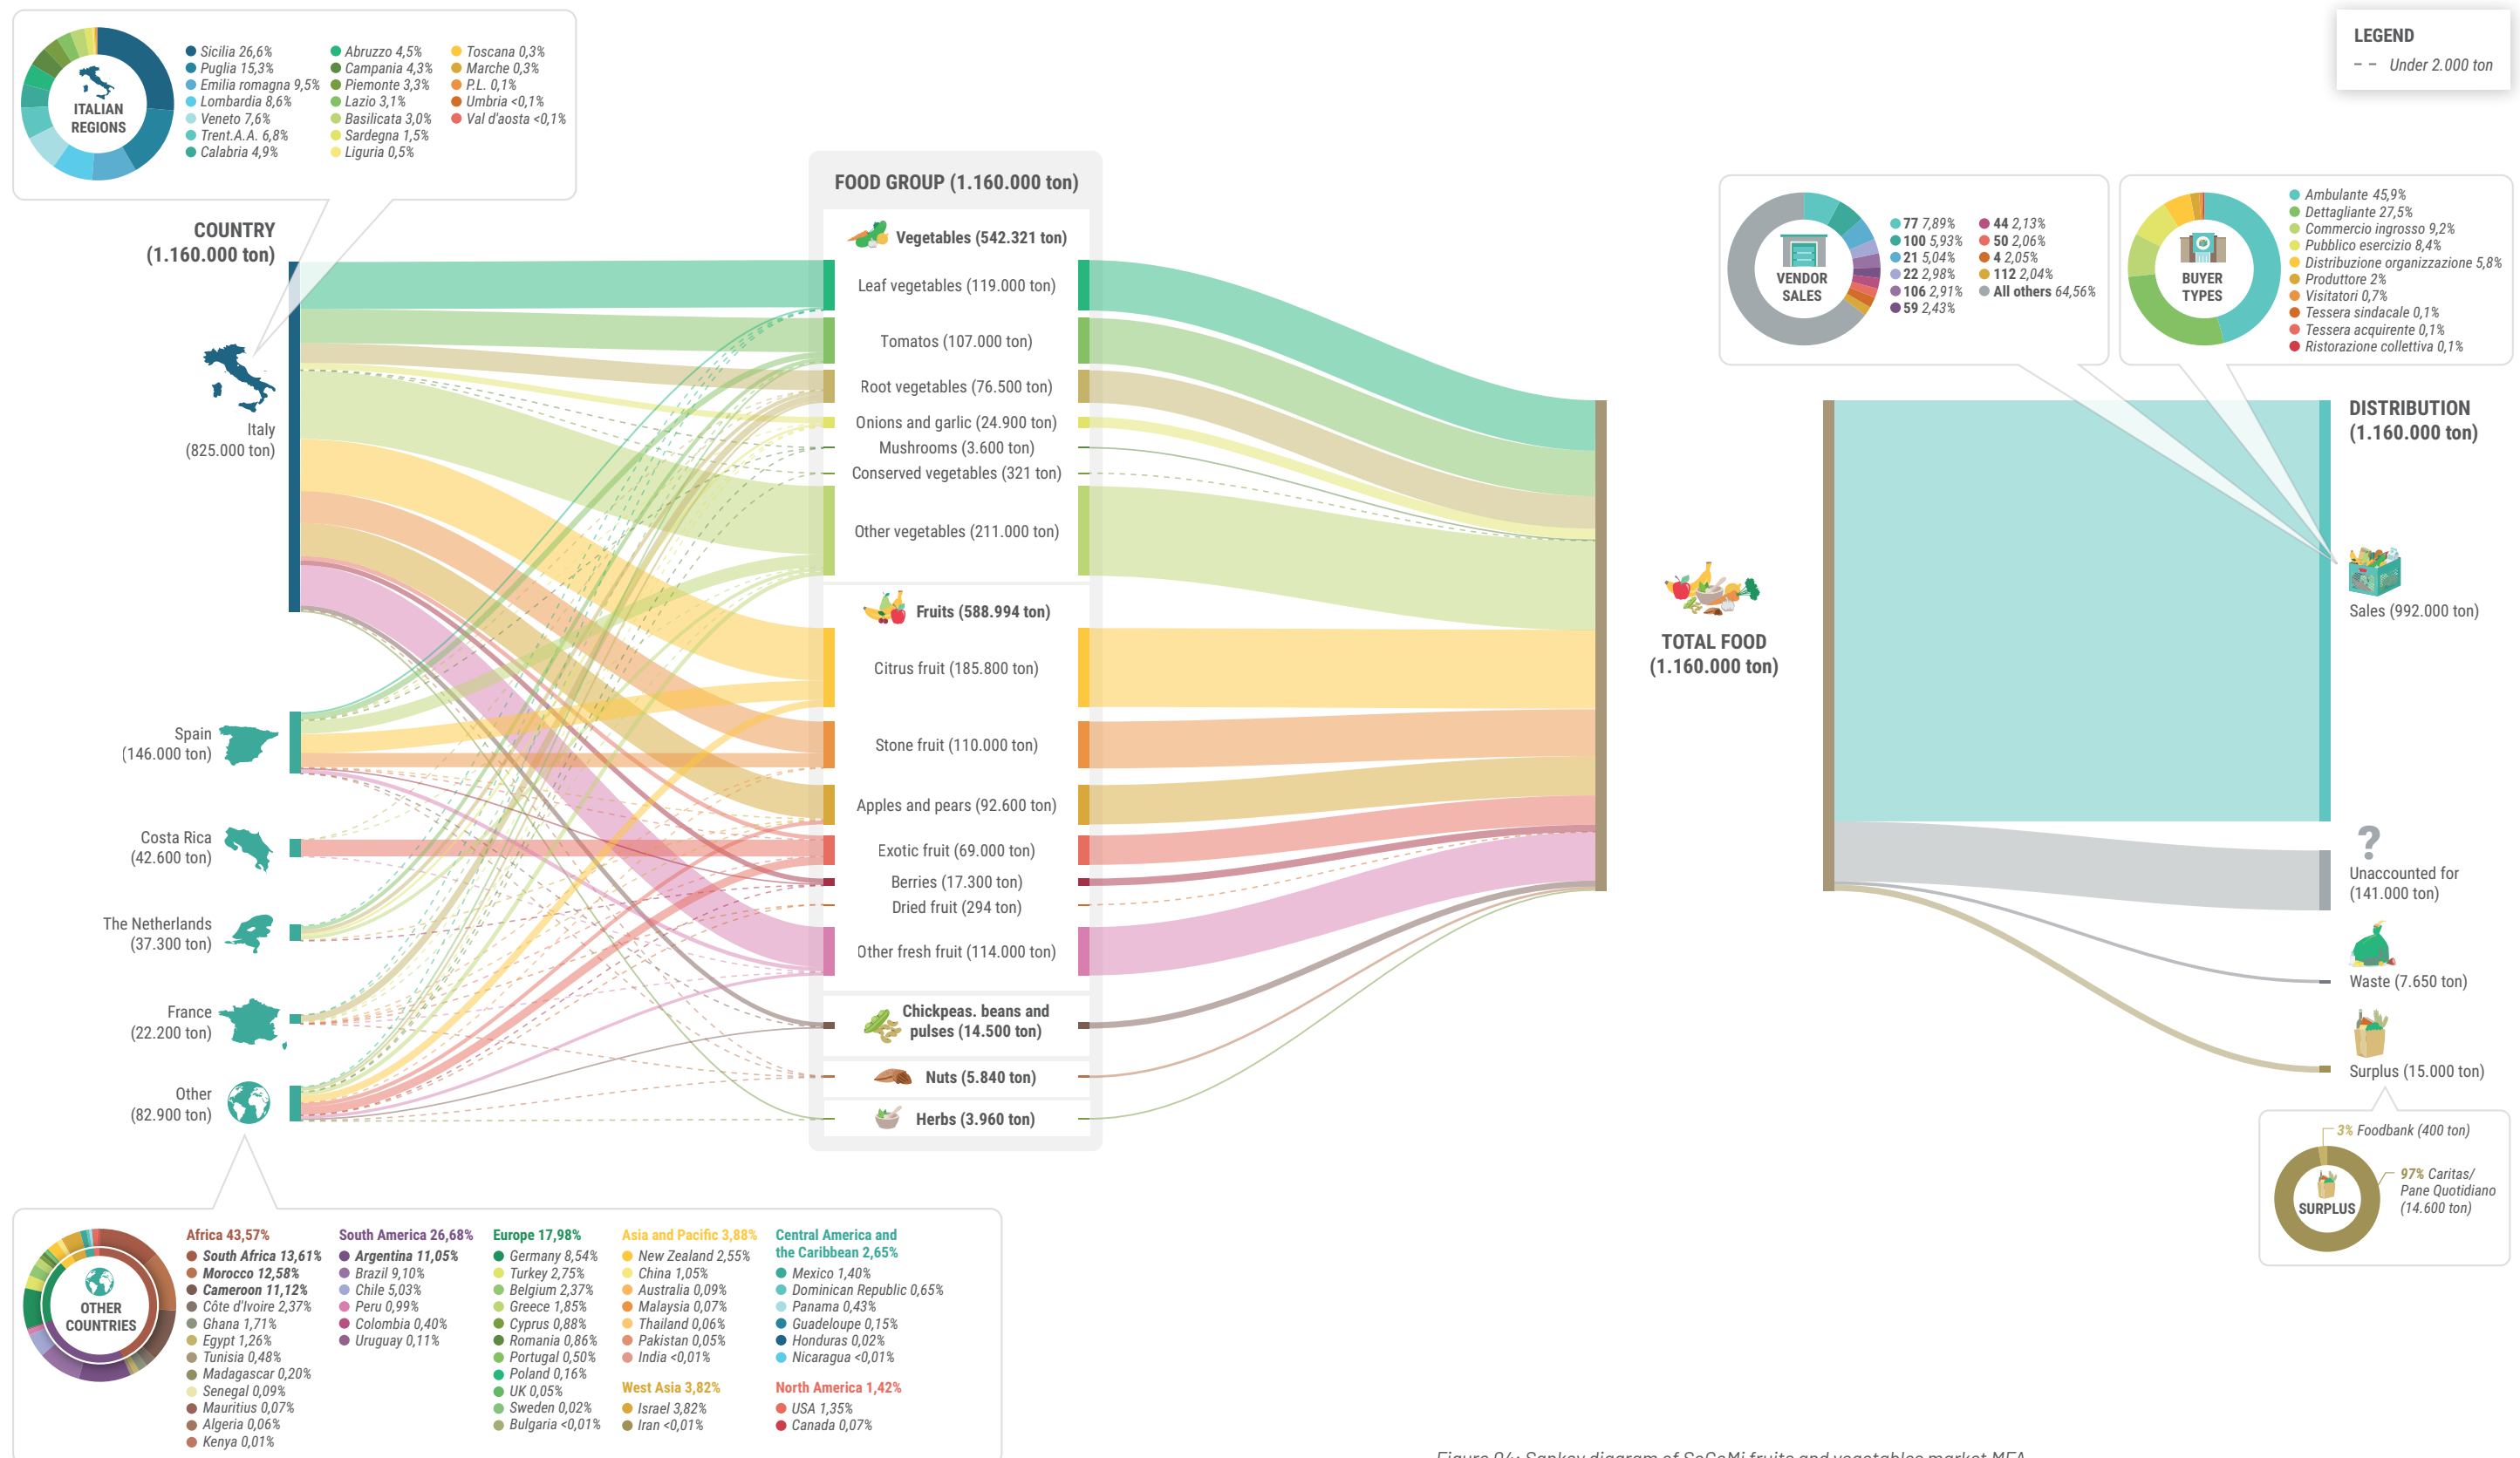 Sicilia 26,6%
Puglia 15,3%
Emilia romagna 9,5%
Lombardia 8,6%
Veneto 7,6%
Trent.A.A. 6,8%
Calabria 4,9%
Abruzzo 4,5%
Campania 4,3%
Piemonte 3,3%
Lazio 3,1%
Basilicata 3,0%
Sardegna 1,5%
Liguria 0,5%
Toscana 0,3%
Marche 0,3%
P.L. 0,1%
Umbria <0,1%
Val d'aosta <0,1%
ITALIAN
REGIONS
LEGEND
Under 2.000 ton
COUNTRY
(1.160.000 ton)
Italy
(825.000 ton)
Spain
(146.000 ton)
Costa Rica
(42.600 ton)
The Netherlands
(37.300 ton)
France
(22.200 ton)
Other
(82.900 ton)
FOOD GROUP (1.160.000 ton)
Vegetables (542.321 ton)
Leaf vegetables (119.000 ton)
Tomatos (107.000 ton)
Root vegetables (76.500 ton)
Onions and garlic (24.900 ton)
Mushrooms (3.600 ton)
Conserved vegetables (321 ton)
Other vegetables (211.000 ton)
Fruits (588.994 ton)
Citrus fruit (185.800 ton)
Stone fruit (110.000 ton)
Apples and pears (92.600 ton)
Exotic fruit (69.000 ton)
Berries (17.300 ton)
Dried fruit (294 ton)
Other fresh fruit (114.000 ton)
Chickpeas. beans and
pulses (14.500 ton)
Nuts (5.840 ton)
Herbs (3.960 ton)
TOTAL FOOD
(1.160.000 ton)
VENDOR
SALES
77 7,89%
100 5,93%
21 5,04%
22 2,98%
106 2,91%
59 2,43%
44 2,13%
50 2,06%
4 2,05%
112 2,04%
All others 64,56%
BUYER
TYPES
Ambulante 45,9%
Dettagliante 27,5%
Commercio ingrosso 9,2%
Pubblico esercizio 8,4%
Distribuzione organizzazione 5,8%
Produttore 2%
Visitatori 0,7%
Tessera sindacale 0,1%
Tessera acquirente 0,1%
Ristorazione collettiva 0,1%
DISTRIBUTION
(1.160.000 ton)
Sales (992.000 ton)
?
Unaccounted for
(141.000 ton)
Waste (7.650 ton)
Surplus (15.000 ton)
3% Foodbank (400 ton)
97% Caritas/
Pane Quotidiano
(14.600 ton)
SURPLUS
OTHER
COUNTRIES
Africa 43,57%
South Africa 13,61%
Morocco 12,58%
Cameroon 11,12%
Côte d'Ivoire 2,37%
Ghana 1,71%
Egypt 1,26%
Tunisia 0,48%
Madagascar 0,20%
Senegal 0,09%
Mauritius 0,07%
Algeria 0,06%
Kenya 0,01%
South America 26,68%
Argentina 11,05%
Brazil 9,10%
Chile 5,03%
Peru 0,99%
Colombia 0,40%
Uruguay 0,11%
Europe 17,98%
Germany 8,54%
Turkey 2,75%
Belgium 2,37%
Greece 1,85%
Cyprus 0,88%
Romania 0,86%
Portugal 0,50%
Poland 0,16%
UK 0,05%
Sweden 0,02%
Bulgaria <0,01%
Asia and Pacific 3,88%
New Zealand 2,55%
China 1,05%
Australia 0,09%
Malaysia 0,07%
Thailand 0,06%
Pakistan 0,05%
India <0,01%
West Asia 3,82%
Israel 3,82%
Iran <0,01%
Central America and
the Caribbean 2,65%
Mexico 1,40%
Dominican Republic 0,65%
Panama 0,43%
Guadeloupe 0,15%
Honduras 0,02%
Nicaragua <0,01%
North America 1,42%
USA 1,35%
Canada 0,07%
Figure 04: Sankey diagram of SoGeMi fruits and vegetables market MFA